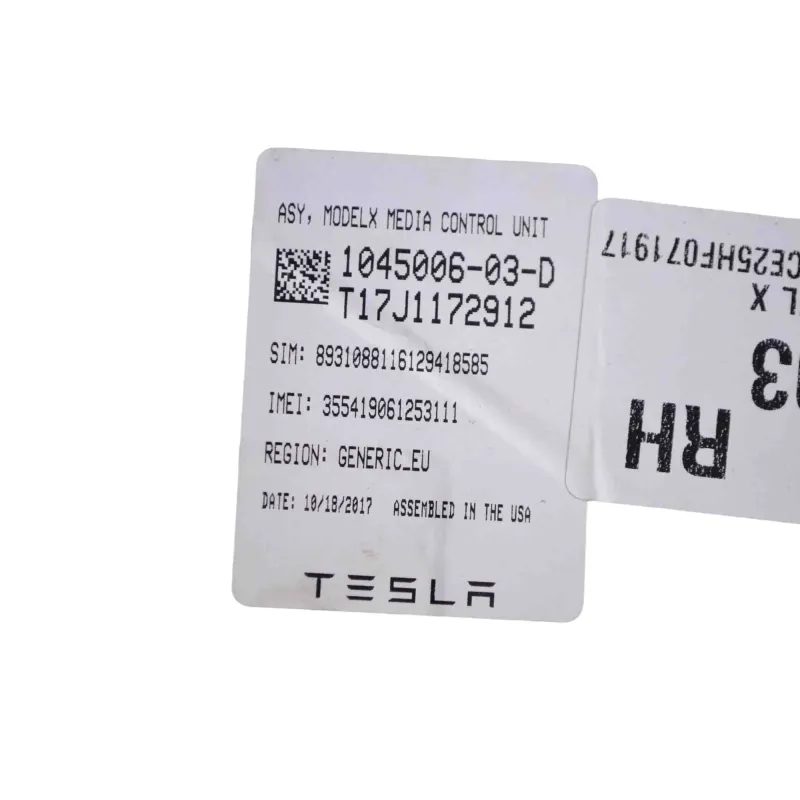 ASY, MODELX MEDIA CONTROL UNIT
1045006-03-D
T17J1172912
SIM: 8931088116129418585
IMEI: 355419061253111
REGION: GENERIC_EU
DATE: 10/18/2017 ASSEMBLED IN THE USA
TESLA
RH
03
L X
CE25HF071917